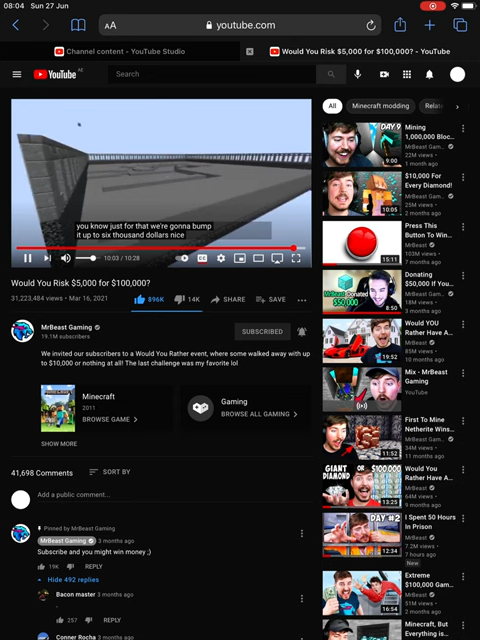 08:04 Sun 27 Jun
AA
youtube.com
Channel content - YouTube Studio
Would You Risk $5,000 for $100,000? - YouTube
YouTube AE
Search
you know just for that we're gonna bump
it up to six thousand dollars nice
10:03 / 10:28
Would You Risk $5,000 for $100,000?
31,223,484 views • Mar 16, 2021
896K
14K
SHARE
SAVE
MrBeast Gaming
19.1M subscribers
SUBSCRIBED
We invited our subscribers to a Would You Rather event, where some walked away with up
to $10,000 or nothing at all! The last challenge was my favorite lol
Minecraft
2011
BROWSE GAME
Gaming
BROWSE ALL GAMING
SHOW MORE
41,698 Comments
SORT BY
Add a public comment...
Pinned by MrBeast Gaming
MrBeast Gaming
3 months ago
Subscribe and you might win money ;)
19K
REPLY
Hide 492 replies
Bacon master 3 months ago
.
257
REPLY
Conner Rocha 3 months ago
All
Minecraft modding
Relate
DAY 9
9:00
Mining
1,000,000 Bloc...
MrBeast Gam...
22M views •
1 month ago
10:05
$10,000 For
Every Diamond!
MrBeast Gam...
25M views •
2 months ago
15:11
Press This
Button To Win...
MrBeast
103M views •
7 months ago
MrBeast Donated
$50,000
8:50
Donating
$50,000 If You...
MrBeast Gam...
18M views •
3 months ago
19:52
Would YOU
Rather Have A...
MrBeast
85M views •
10 months ago
Mix - MrBeast
Gaming
YouTube
11:52
First To Mine
Netherite Wins...
MrBeast Gam...
34M views •
11 months ago
GIANT
DIAMOND
OR
$100,000
13:25
Would You
Rather Have A...
MrBeast
64M views •
9 months ago
DAY #2
12:34
I Spent 50 Hours
In Prison
MrBeast
7.2M views •
7 hours ago
New
16:54
Extreme
$100,000 Gam...
MrBeast
51M views •
2 months ago
Minecraft, But
Everything is...